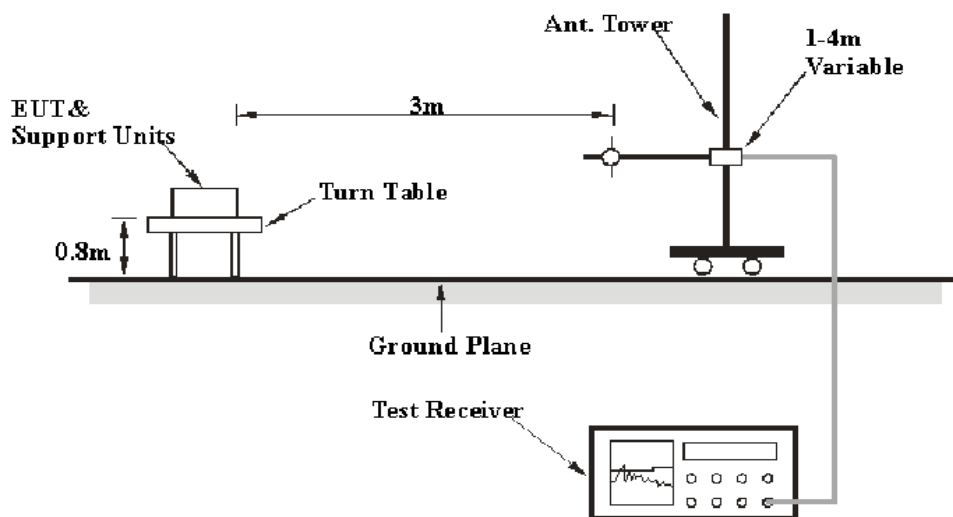 Ant. Tower
1-4m
Variable
EUT&
Support Units
3m
Turn Table
0.8m
Ground Plane
Test Receiver